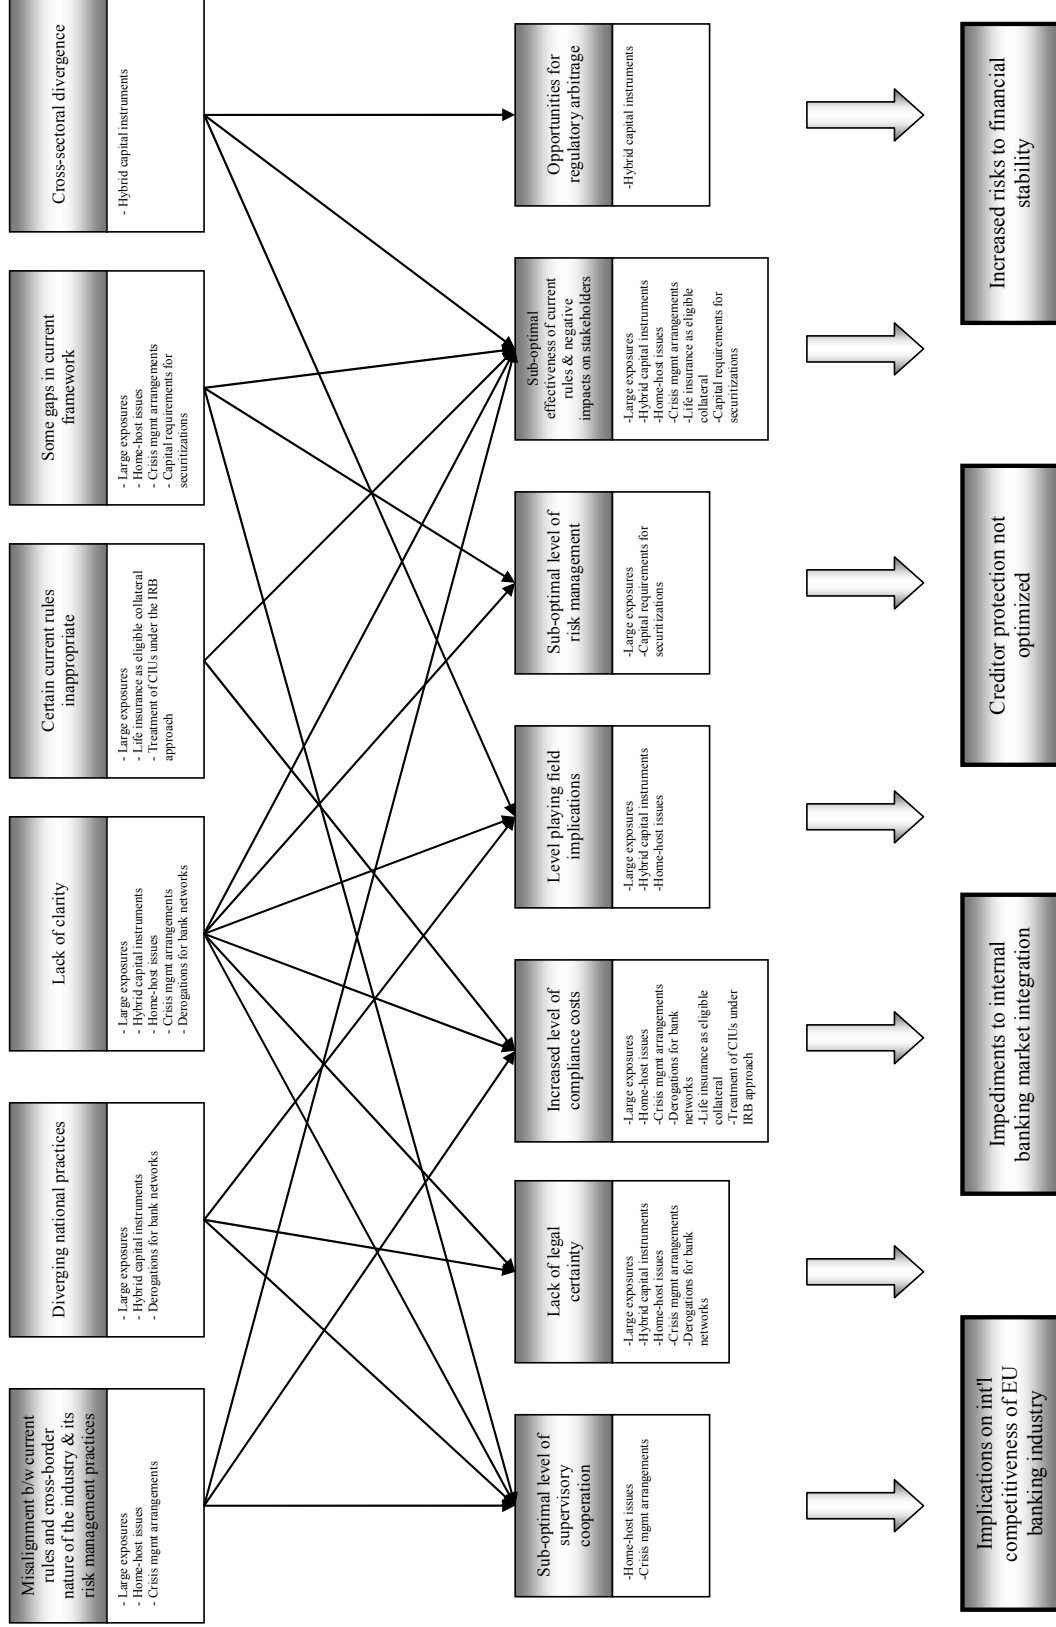 Misalignment b/w current
rules and cross-border
nature of the industry & its
risk management practices
- Large exposures
- Home-host issues
- Crisis mgmt arrangements
Diverging national practices
- Large exposures
- Hybrid capital instruments
- Derogations for bank networks
Lack of clarity
- Large exposures
- Hybrid capital instruments
- Home-host issues
- Crisis mgmt arrangements
- Derogations for bank networks
Certain current rules
inappropriate
- Large exposures
- Life insurance as eligible collateral
- Treatment of CIUs under the IRB
approach
Some gaps in current
framework
- Large exposures
- Home-host issues
- Crisis mgmt arrangements
- Capital requirements for
securitizations
Cross-sectoral divergence
- Hybrid capital instruments
Sub-optimal level of
supervisory
cooperation
-Home-host issues
-Crisis mgmt arrangements
Lack of legal
certainty
-Large exposures
-Hybrid capital instruments
-Home-host issues
-Crisis mgmt arrangements
-Derogations for bank
networks
Increased level of
compliance costs
-Large exposures
-Home-host issues
-Crisis mgmt arrangements
-Derogations for bank
networks
-Life insurance as eligible
collateral
-Treatment of CIUs under
IRB approach
Level playing field
implications
-Large exposures
-Hybrid capital instruments
-Home-host issues
Sub-optimal level of
risk management
-Large exposures
-Capital requirements for
securitizations
Sub-optimal
effectiveness of current
rules & negative
impacts on stakeholders
-Large exposures
-Hybrid capital instruments
-Home-host issues
-Crisis mgmt arrangements
-Life insurance as eligible
collateral
-Capital requirements for
securitizations
Opportunities for
regulatory arbitrage
-Hybrid capital instruments
Implications on int'l
competitiveness of EU
banking industry
Impediments to internal
banking market integration
Creditor protection not
optimized
Increased risks to financial
stability